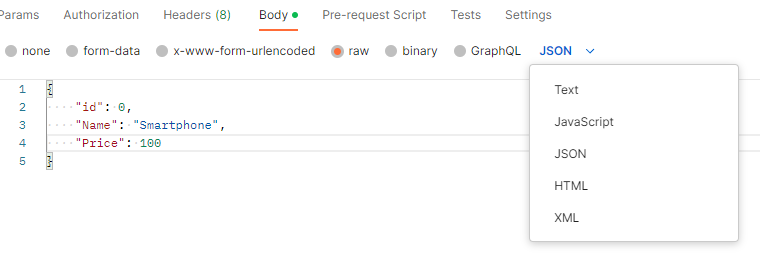 Params Authorization Headers (8) Body Pre-request Script Tests Settings
none form-data x-www-form-urlencoded raw binary GraphQL JSON
1 {
2 "id": 0,
3 "Name": "Smartphone",
4 "Price": 100
5 }
Text
JavaScript
JSON
HTML
XML